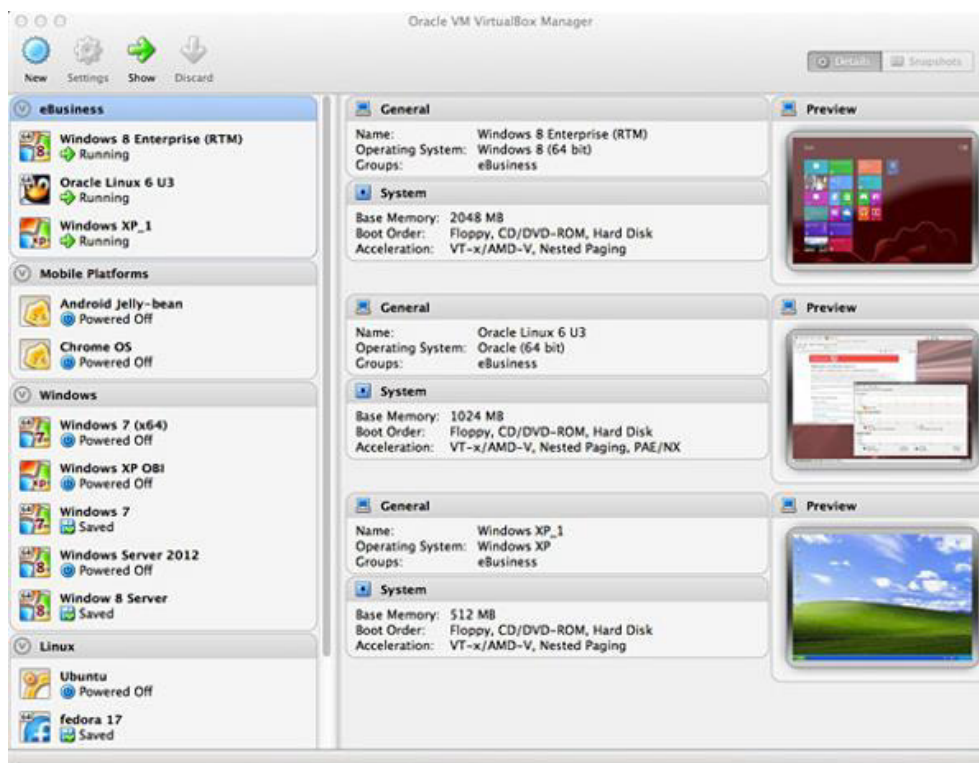 Oracle VM VirtualBox Manager
New Settings Show Discard
Details Snapshots
eBusiness
Windows 8 Enterprise (RTM)
Running
Oracle Linux 6 U3
Running
Windows XP_1
Running
Mobile Platforms
Android Jelly-bean
Powered Off
Chrome OS
Powered Off
Windows
Windows 7 (x64)
Powered Off
Windows XP OBI
Powered Off
Windows 7
Saved
Windows Server 2012
Powered Off
Window 8 Server
Saved
Linux
Ubuntu
Powered Off
fedora 17
Saved
General
Name: Windows 8 Enterprise (RTM)
Operating System: Windows 8 (64 bit)
Groups: eBusiness
System
Base Memory: 2048 MB
Boot Order: Floppy, CD/DVD-ROM, Hard Disk
Acceleration: VT-x/AMD-V, Nested Paging
Preview
General
Name: Oracle Linux 6 U3
Operating System: Oracle (64 bit)
Groups: eBusiness
System
Base Memory: 1024 MB
Boot Order: Floppy, CD/DVD-ROM, Hard Disk
Acceleration: VT-x/AMD-V, Nested Paging, PAE/NX
Preview
General
Name: Windows XP_1
Operating System: Windows XP
Groups: eBusiness
System
Base Memory: 512 MB
Boot Order: Floppy, CD/DVD-ROM, Hard Disk
Acceleration: VT-x/AMD-V, Nested Paging
Preview